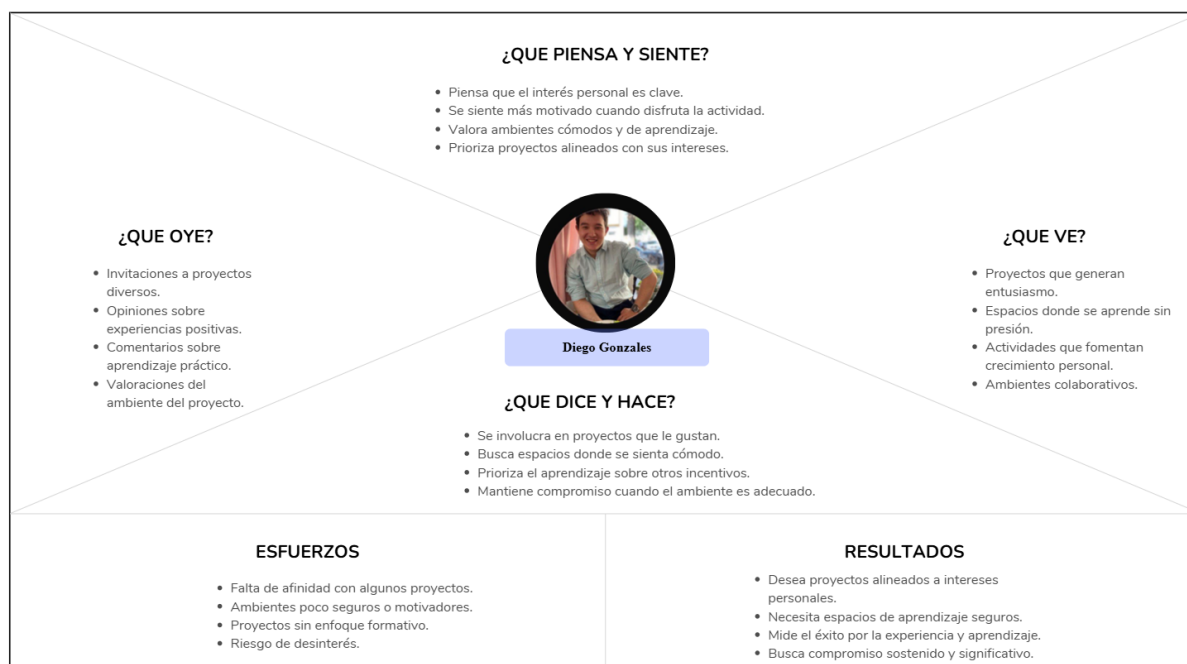 ¿QUE PIENSA Y SIENTE?
• Piensa que el interés personal es clave.
• Se siente más motivado cuando disfruta la actividad.
• Valora ambientes cómodos y de aprendizaje.
• Prioriza proyectos alineados con sus intereses.
¿QUE OYE?
• Invitaciones a proyectos
diversos.
• Opiniones sobre
experiencias positivas.
• Comentarios sobre
aprendizaje práctico.
• Valoraciones del
ambiente del proyecto.
Diego Gonzales
¿QUE VE?
• Proyectos que generan
entusiasmo.
• Espacios donde se aprende sin
presión.
• Actividades que fomentan
crecimiento personal.
• Ambientes colaborativos.
¿QUE DICE Y HACE?
• Se involucra en proyectos que le gustan.
• Busca espacios donde se sienta cómodo.
• Prioriza el aprendizaje sobre otros incentivos.
• Mantiene compromiso cuando el ambiente es adecuado.
ESFUERZOS
• Falta de afinidad con algunos proyectos.
• Ambientes poco seguros o motivadores.
• Proyectos sin enfoque formativo.
• Riesgo de desinterés.
RESULTADOS
• Desea proyectos alineados a intereses
personales.
• Necesita espacios de aprendizaje seguros.
• Mide el éxito por la experiencia y aprendizaje.
• Busca compromiso sostenido y significativo.